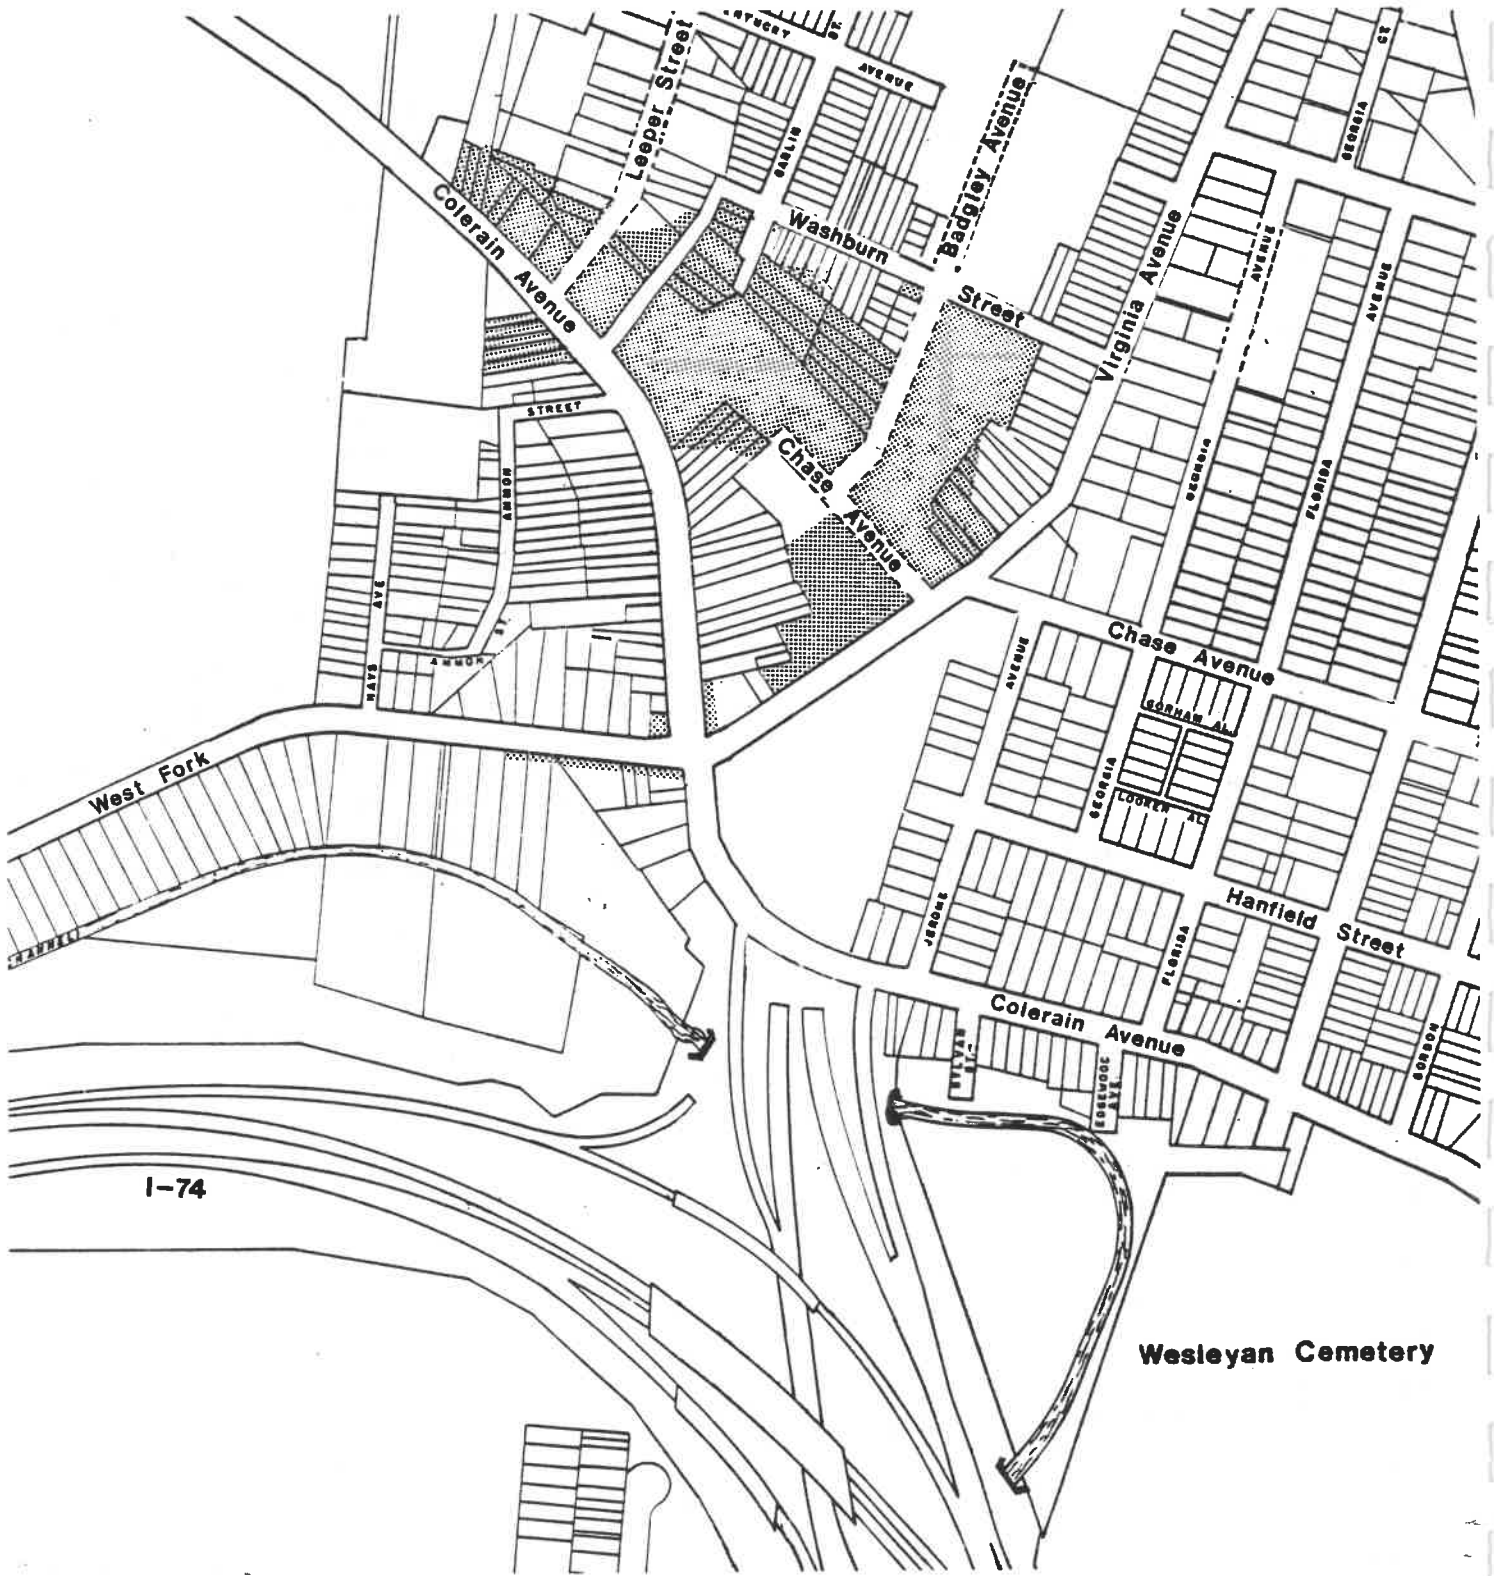 Leeper Street
AVENUE
ST.
Badgley Avenue
GEORGIA
Colerain Avenue
Washburn Street
Virginia Avenue
AVENUE
AVENUE
STREET
AMMON
Chase Avenue
GEORGIA
FLORIDA
HAYS AVE
AMMON
AVENUE
Chase Avenue
GORHAM AL.
West Fork
GEORGIA
LOOKER AL.
JEROME
FLORIDA
Hanfield Street
Colerain Avenue
SYLVAN ST.
EDGEWOOD AVE.
GORDON
I-74
Wesleyan Cemetery